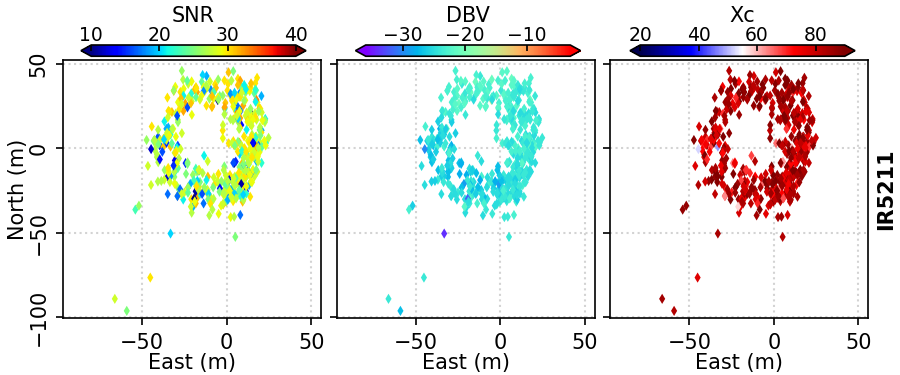 SNR DBV Xc
10 20 30 40 −30 −20 −10 20 40 60 80
50
0
−50
−100
North (m)
IR5211
−50 0 50 −50 0 50 −50 0 50
East (m) East (m) East (m)